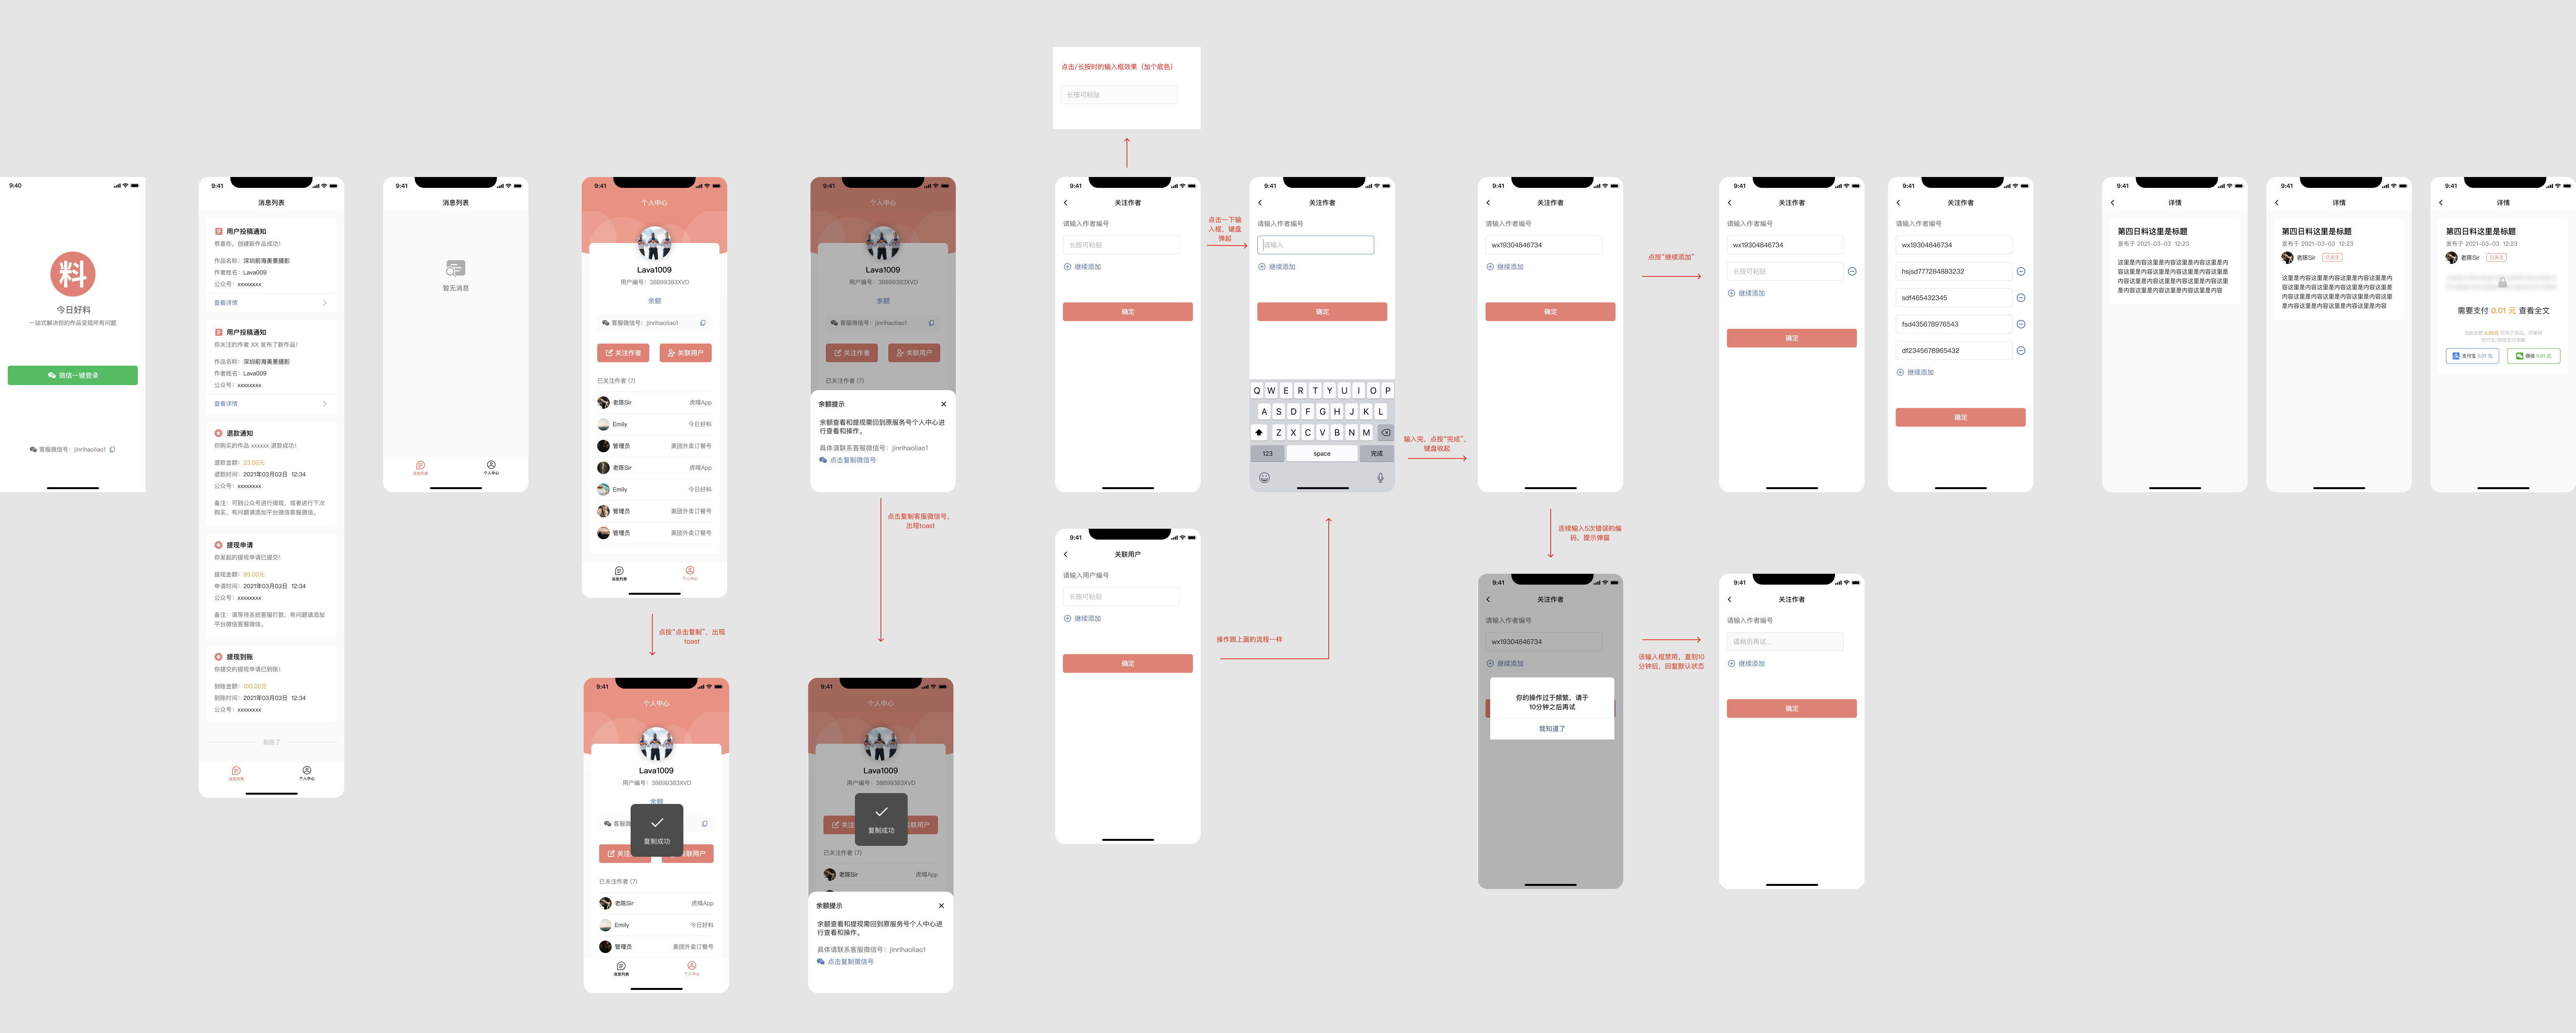 点击/长按时的输入框效果（加个底色）
长按可粘贴
9:40
料
今日好料
一站式解决你的作品变现所有问题
微信一键登录
客服微信号：jinrihaoliao1
9:41
消息列表
用户投稿通知
恭喜你，创建新作品成功！
作品名称：深圳前海美景摄影
作者姓名：Lava009
公众号：xxxxxxxx
查看详情
用户投稿通知
你关注的作者 XX 发布了新作品！
作品名称：深圳前海美景摄影
作者姓名：Lava009
公众号：xxxxxxxx
查看详情
退款通知
你购买的作品 xxxxxx 退款成功！
退款金额：23.00元
退款时间：2021年03月03日 12:34
公众号：xxxxxxxx
备注：可到公众号进行提现，或者进行下次
购买，有问题请添加平台微信客服微信。
提现申请
你发起的提现申请已提交！
提现金额：99.00元
申请时间：2021年03月03日 12:34
公众号：xxxxxxxx
备注：请等待系统客服打款，有问题请添加
平台微信客服微信。
提现到账
你提交的提现申请已到账！
到账金额：100.00元
到账时间：2021年03月03日 12:34
公众号：xxxxxxxx
到底了
消息列表
个人中心
9:41
消息列表
暂无消息
消息列表
个人中心
9:41
个人中心
Lava1009
用户编号：38899383XVD
余额
客服微信号：jinrihaoliao1
关注作者
关联用户
已关注作者 (7)
老陈Sir
虎嗅App
Emily
今日好料
管理员
美团外卖订餐号
老陈Sir
虎嗅App
Emily
今日好料
管理员
美团外卖订餐号
管理员
美团外卖订餐号
消息列表
个人中心
点按“点击复制”，出现
toast
9:41
个人中心
Lava1009
用户编号：38899383XVD
余额
客服微
复制成功
关注
关联用户
已关注作者 (7)
老陈Sir
虎嗅App
Emily
今日好料
管理员
美团外卖订餐号
消息列表
个人中心
9:41
个人中心
Lava1009
用户编号：38899383XVD
余额
客服微信号：jinrihaoliao1
关注作者
关联用户
已关注作者 (7)
余额提示
余额查看和提现需回到原服务号个人中心进
行查看和操作。
具体请联系客服微信号：jinrihaoliao1
点击复制微信号
点击复制客服微信号，
出现toast
9:41
个人中心
Lava1009
用户编号：38899383XVD
复制成功
关注
关联用户
已关注作者 (7)
老陈Sir
虎嗅App
余额提示
余额查看和提现需回到原服务号个人中心进
行查看和操作。
具体请联系客服微信号：jinrihaoliao1
点击复制微信号
9:41
关注作者
请输入作者编号
长按可粘贴
继续添加
确定
点击一下输
入框，键盘
弹起
9:41
关注作者
请输入作者编号
请输入
继续添加
确定
Q W E R T Y U I O P
A S D F G H J K L
Z X C V B N M
123
space
完成
输入完，点按“完成”，
键盘收起
9:41
关联用户
请输入用户编号
长按可粘贴
继续添加
确定
操作跟上面的流程一样
9:41
关注作者
请输入作者编号
wx19304846734
继续添加
确定
点按“继续添加”
连续输入5次错误的编
码，提示弹窗
9:41
关注作者
请输入作者编号
wx19304846734
继续添加
你的操作过于频繁，请于
10分钟之后再试
我知道了
该输入框禁用，直到10
分钟后，回复默认状态
9:41
关注作者
请输入作者编号
请稍后再试...
继续添加
确定
9:41
关注作者
请输入作者编号
wx19304846734
长按可粘贴
继续添加
确定
9:41
关注作者
请输入作者编号
wx19304846734
hsjsd777284883232
sdf465432345
fsd435678976543
df2345678965432
继续添加
确定
9:41
详情
第四日料这里是标题
发布于 2021-03-03 12:23
这里是内容这里是内容这里是内容这里是内
容这里是内容这里是内容这里是内容这里是
内容这里是内容这里是内容这里是内容这里
是内容这里是内容这里是内容这里是内容
9:41
详情
第四日料这里是标题
发布于 2021-03-03 12:23
老陈Sir
已关注
这里是内容这里是内容这里是内容这里是内
容这里是内容这里是内容这里是内容这里是
内容这里是内容这里是内容这里是内容这里
是内容这里是内容这里是内容这里是内容
9:41
详情
第四日料这里是标题
发布于 2021-03-03 12:23
老陈Sir
已关注
需要支付 0.01 元 查看全文
支付宝 0.01 元
微信 0.01 元